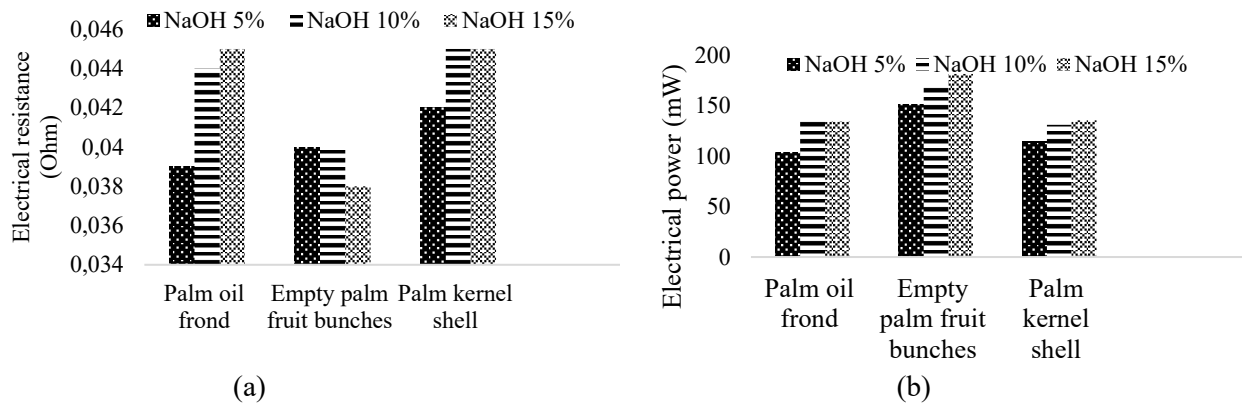 Electrical resistance
(Ohm)
NaOH 5% NaOH 10% NaOH 15%
0,046
0,044
0,042
0,04
0,038
0,036
0,034
Palm oil
frond
Empty palm
fruit bunches
Palm kernel
shell
(a)
Electrical power (mW)
NaOH 5% NaOH 10% NaOH 15%
200
150
100
50
0
Palm oil
frond
Empty
palm fruit
bunches
Palm
kernel
shell
(b)